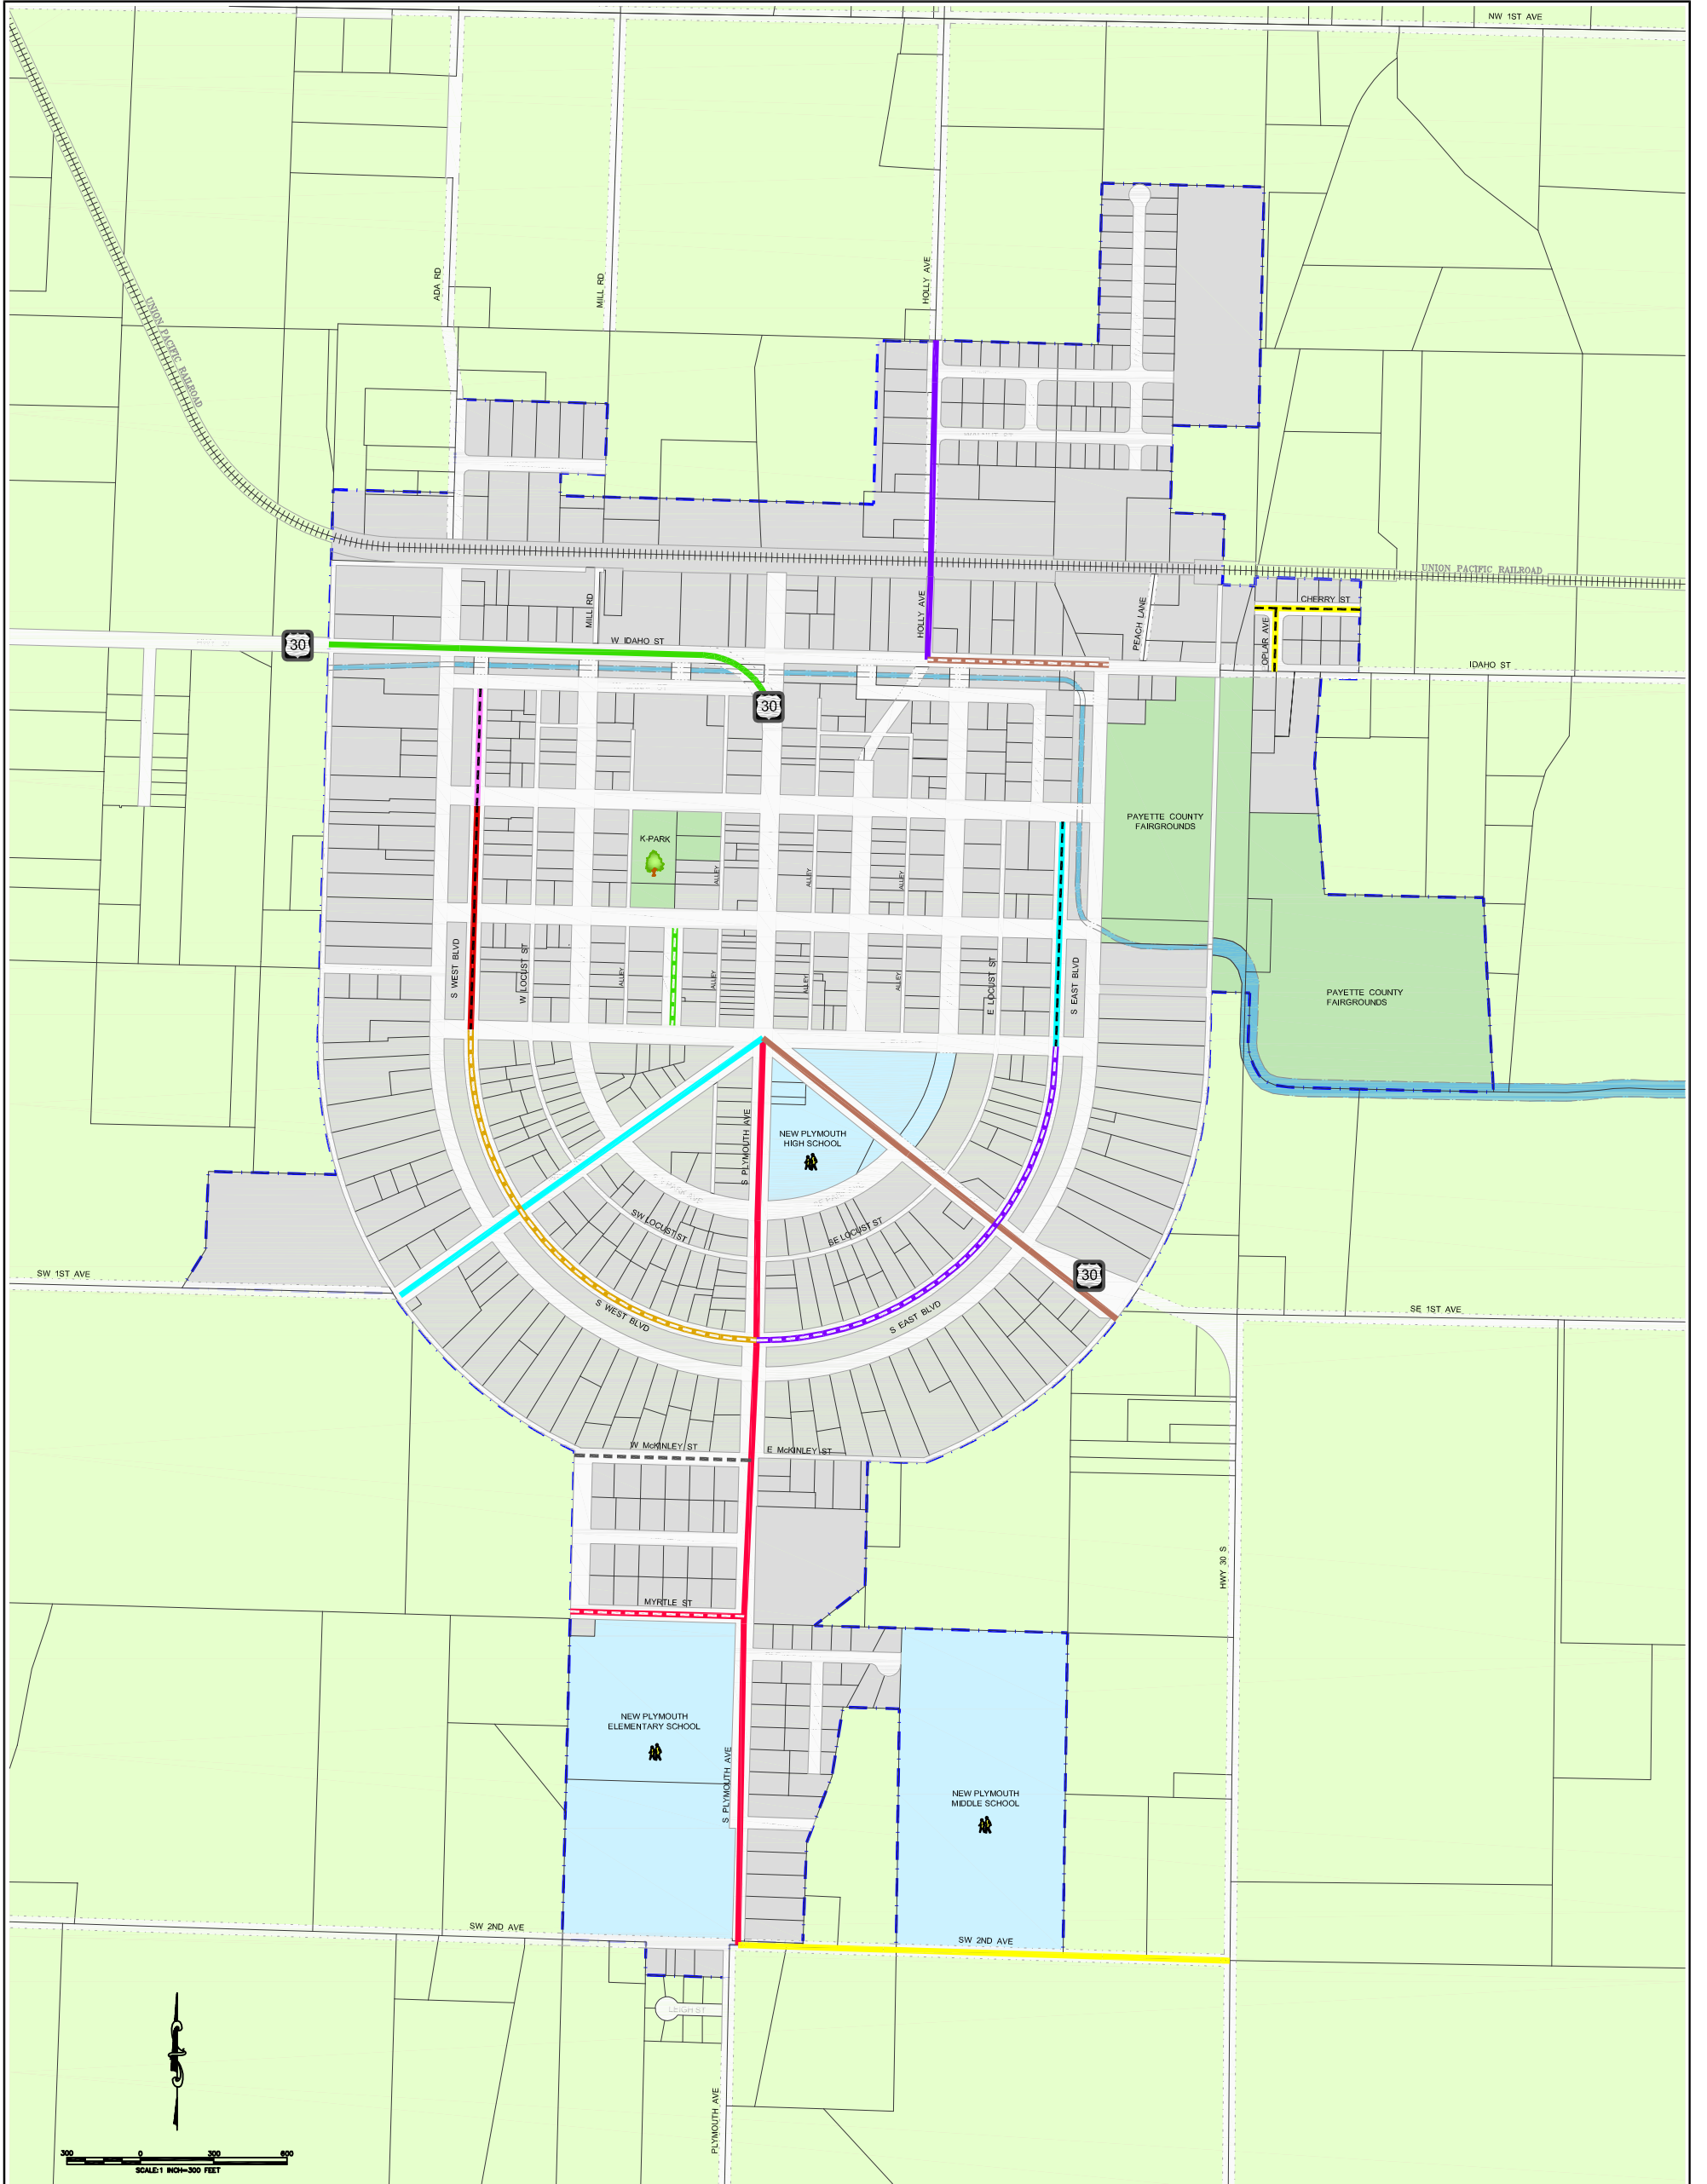 NW 1ST AVE
ADA RD
MILL RD
HOLLY AVE
UNION PACIFIC RAILROAD
UNION PACIFIC RAILROAD
CHERRY ST
MILL RD
HOLLY AVE
PEACH LANE
OPLAR AVE
W IDAHO ST
30
IDAHO ST
30
K-PARK
PAYETTE COUNTY
FAIRGROUNDS
ALLEY
ALLEY
ALLEY
S WEST BLVD
W LOCUST ST
ALLEY
ALLEY
ALLEY
ALLEY
E LOCUST ST
S EAST BLVD
PAYETTE COUNTY
FAIRGROUNDS
S PLYMOUTH AVE
NEW PLYMOUTH
HIGH SCHOOL
SW LOCUST ST
SE LOCUST ST
SW 1ST AVE
30
S WEST BLVD
S EAST BLVD
SE 1ST AVE
W McKINLEY ST
E McKINLEY ST
HWY 30 S
MYRTLE ST
NEW PLYMOUTH
ELEMENTARY SCHOOL
S PLYMOUTH AVE
NEW PLYMOUTH
MIDDLE SCHOOL
SW 2ND AVE
SW 2ND AVE
LEIGH ST
PLYMOUTH AVE
300 0 300 600
SCALE: 1 INCH=300 FEET